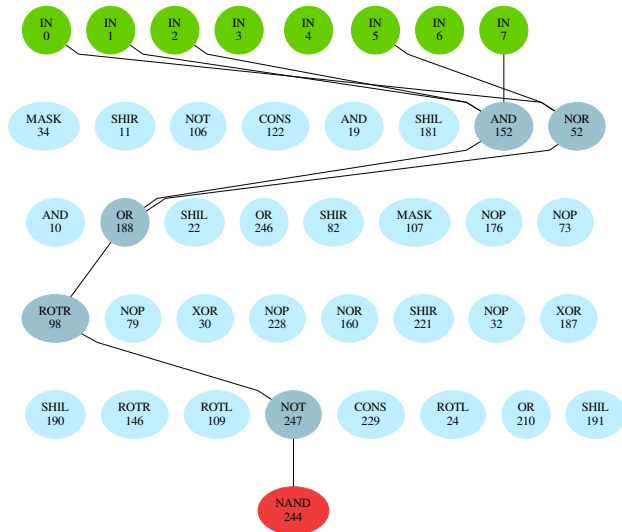 IN IN IN IN IN IN IN IN
0 1 2 3 4 5 6 7
MASK SHIR NOT CONS AND SHIL AND NOR
34 11 106 122 19 181 152 52
AND OR SHIL OR SHIR MASK NOP NOP
10 188 22 246 82 107 176 73
ROTR NOP XOR NOP NOR SHIR NOP XOR
98 79 30 228 160 221 32 187
SHIL ROTR ROTL NOT CONS ROTL OR SHIL
190 146 109 247 229 24 210 191
NAND
244